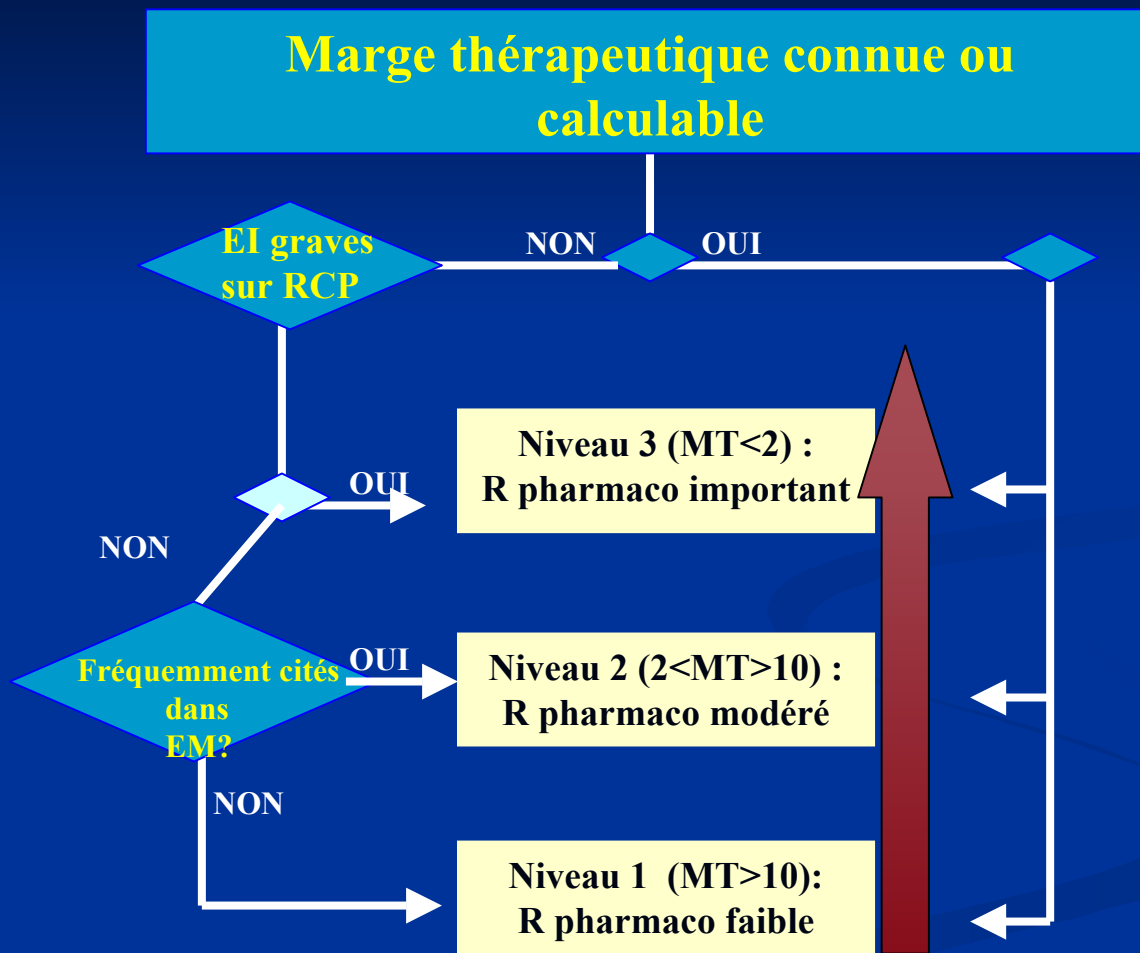 Marge thérapeutique connue ou
calculable
EI graves
sur RCP
NON
OUI
Niveau 3 (MT<2) :
R pharmaco important
OUI
NON
Fréquemment cités
dans
EM?
OUI
Niveau 2 (2<MT>10) :
R pharmaco modéré
NON
Niveau 1  (MT>10):
R pharmaco faible